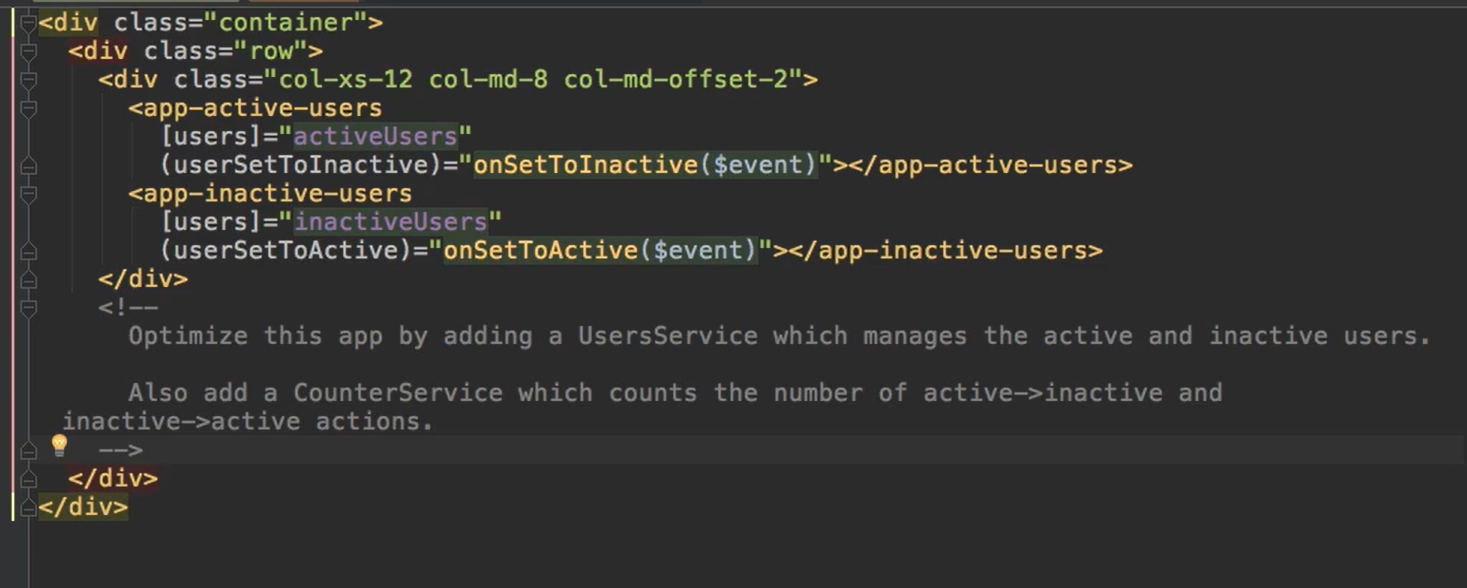 <div class="container">
<div class="row">
<div class="col-xs-12 col-md-8 col-md-offset-2">
<app-active-users
[users]="activeUsers"
(userSetToInactive)="onSetToInactive($event)"></app-active-users>
<app-inactive-users
[users]="inactiveUsers"
(userSetToActive)="onSetToActive($event)"></app-inactive-users>
</div>
<!--
Optimize this app by adding a UsersService which manages the active and inactive users.
Also add a CounterService which counts the number of active->inactive and
inactive->active actions.
-->
</div>
</div>